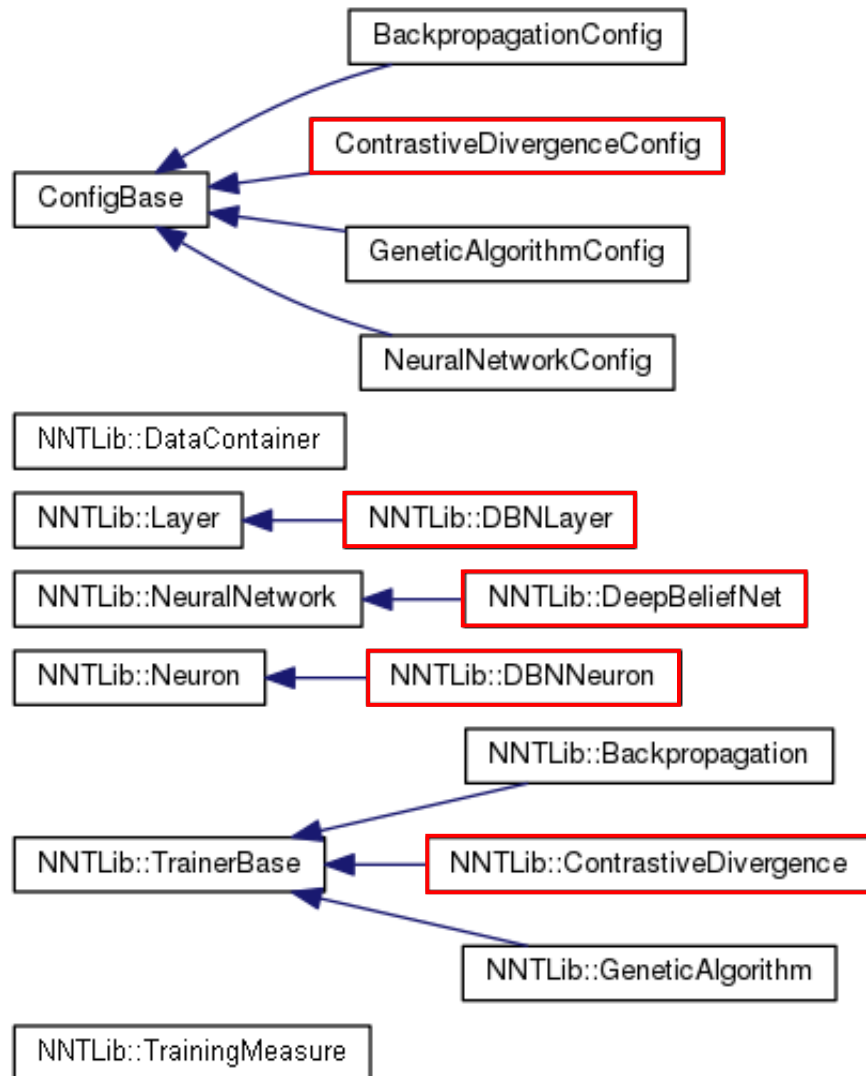 BackpropagationConfig
ContrastiveDivergenceConfig
ConfigBase
GeneticAlgorithmConfig
NeuralNetworkConfig
NNTLib::DataContainer
NNTLib::Layer
NNTLib::DBNLayer
NNTLib::NeuralNetwork
NNTLib::DeepBeliefNet
NNTLib::Neuron
NNTLib::DBNNeuron
NNTLib::Backpropagation
NNTLib::TrainerBase
NNTLib::ContrastiveDivergence
NNTLib::GeneticAlgorithm
NNTLib::TrainingMeasure